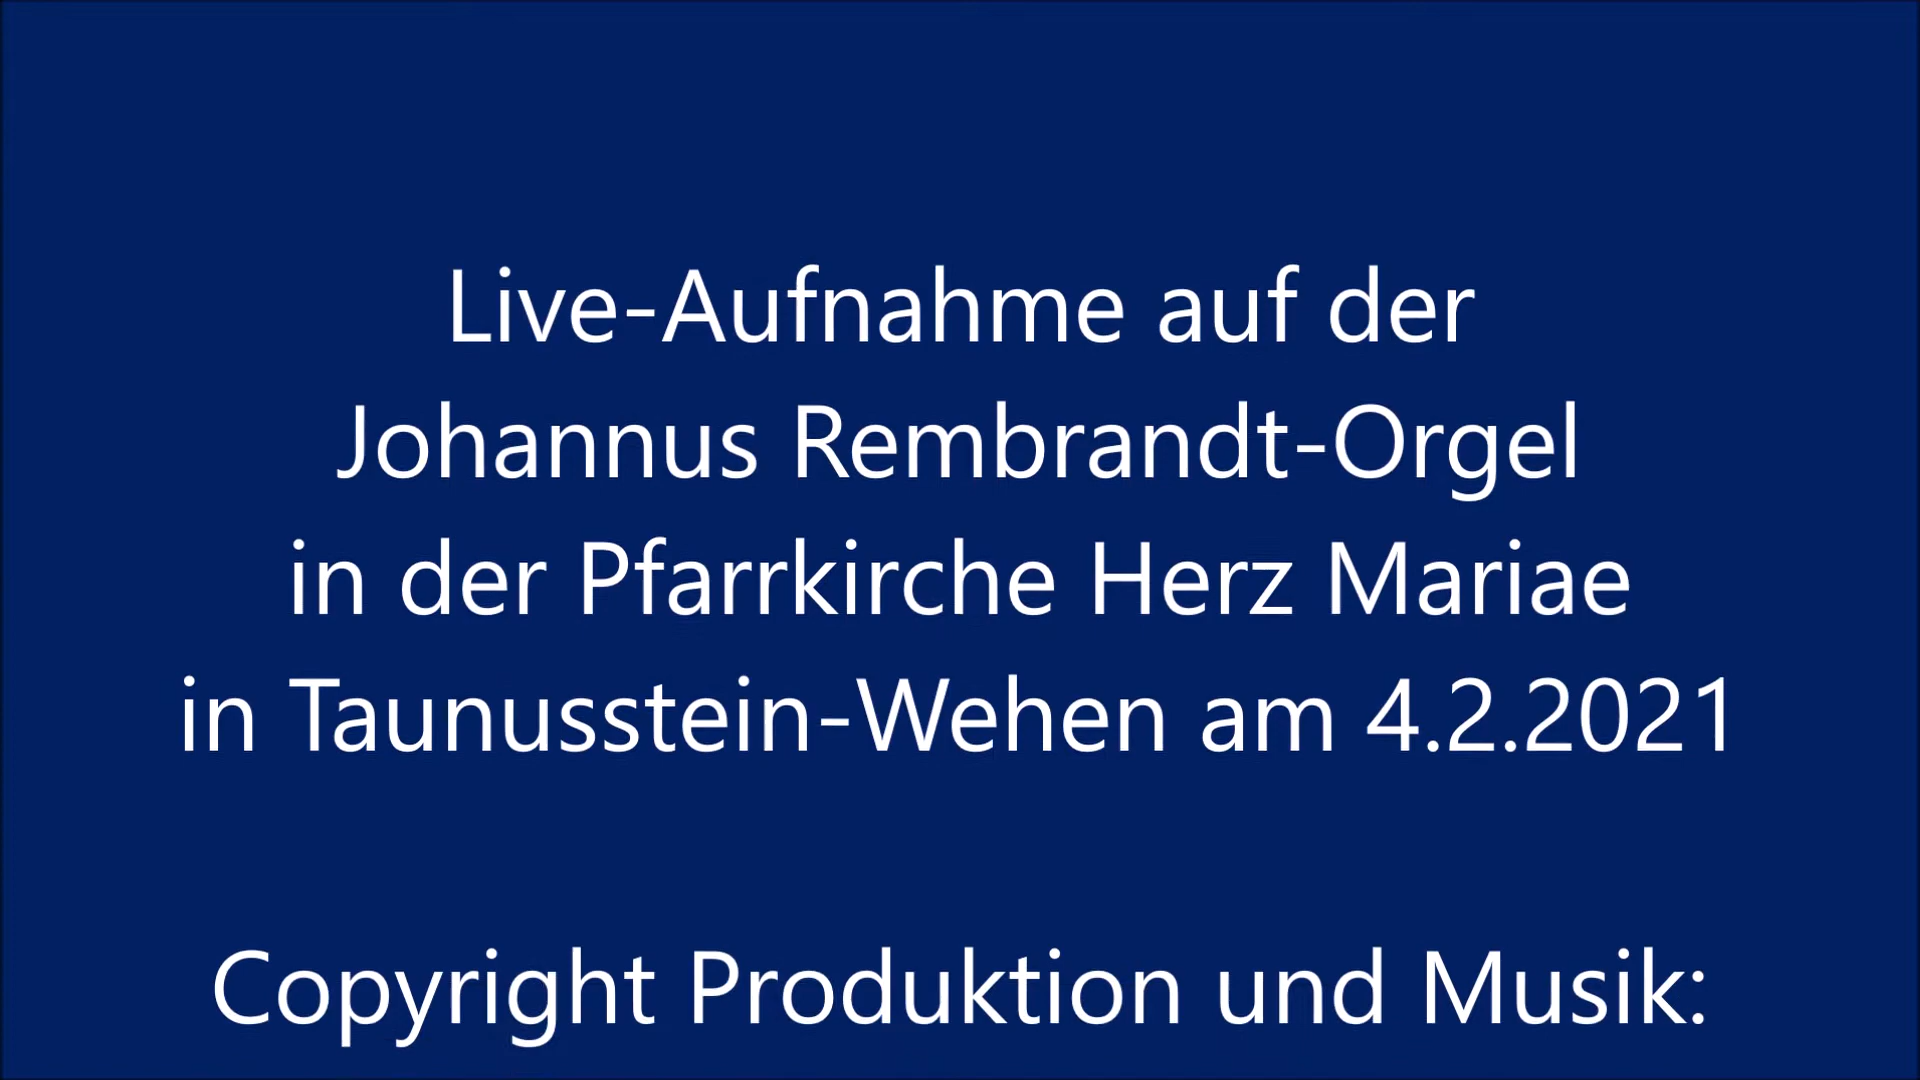 Live-Aufnahme auf der
Johannus Rembrandt-Orgel
in der Pfarrkirche Herz Mariae
in Taunusstein-Wehen am 4.2.2021
Copyright Produktion und Musik: